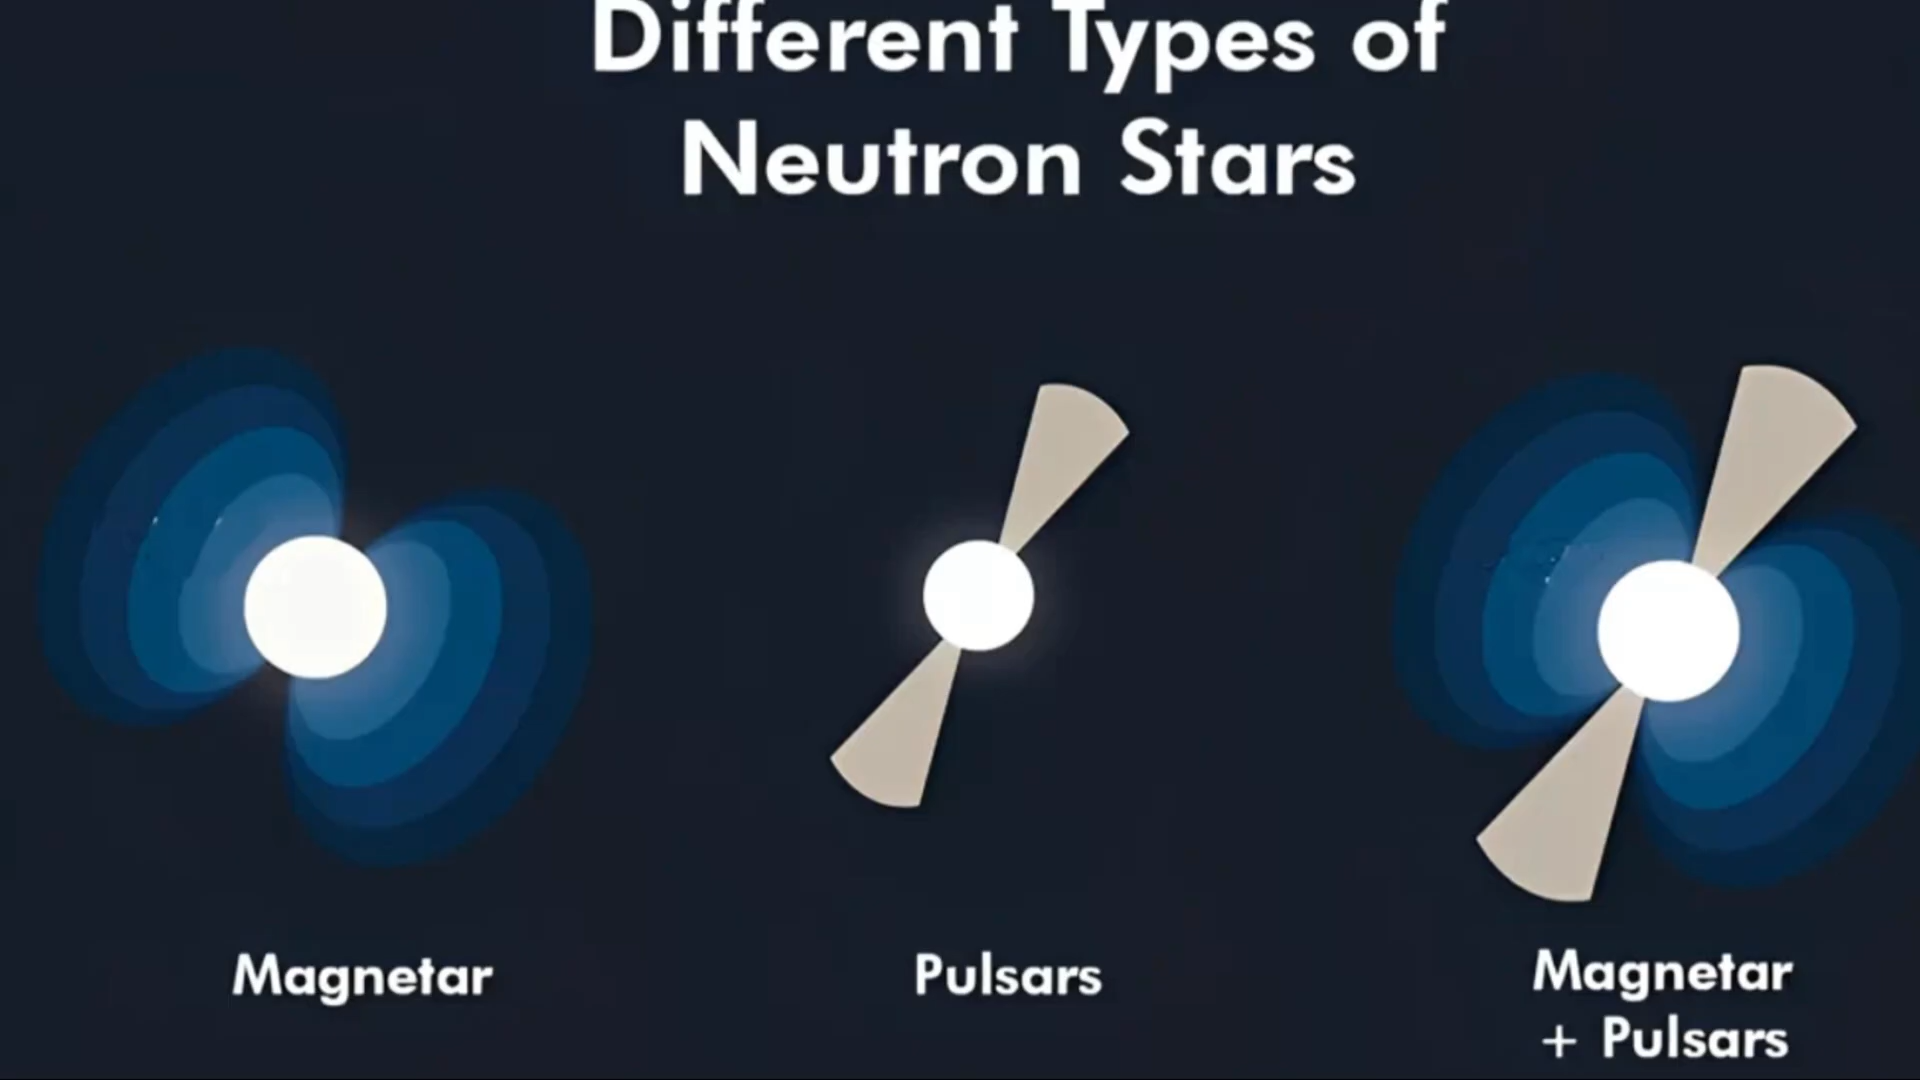 Different Types of
Neutron Stars
Magnetar
Pulsars
Magnetar
+ Pulsars